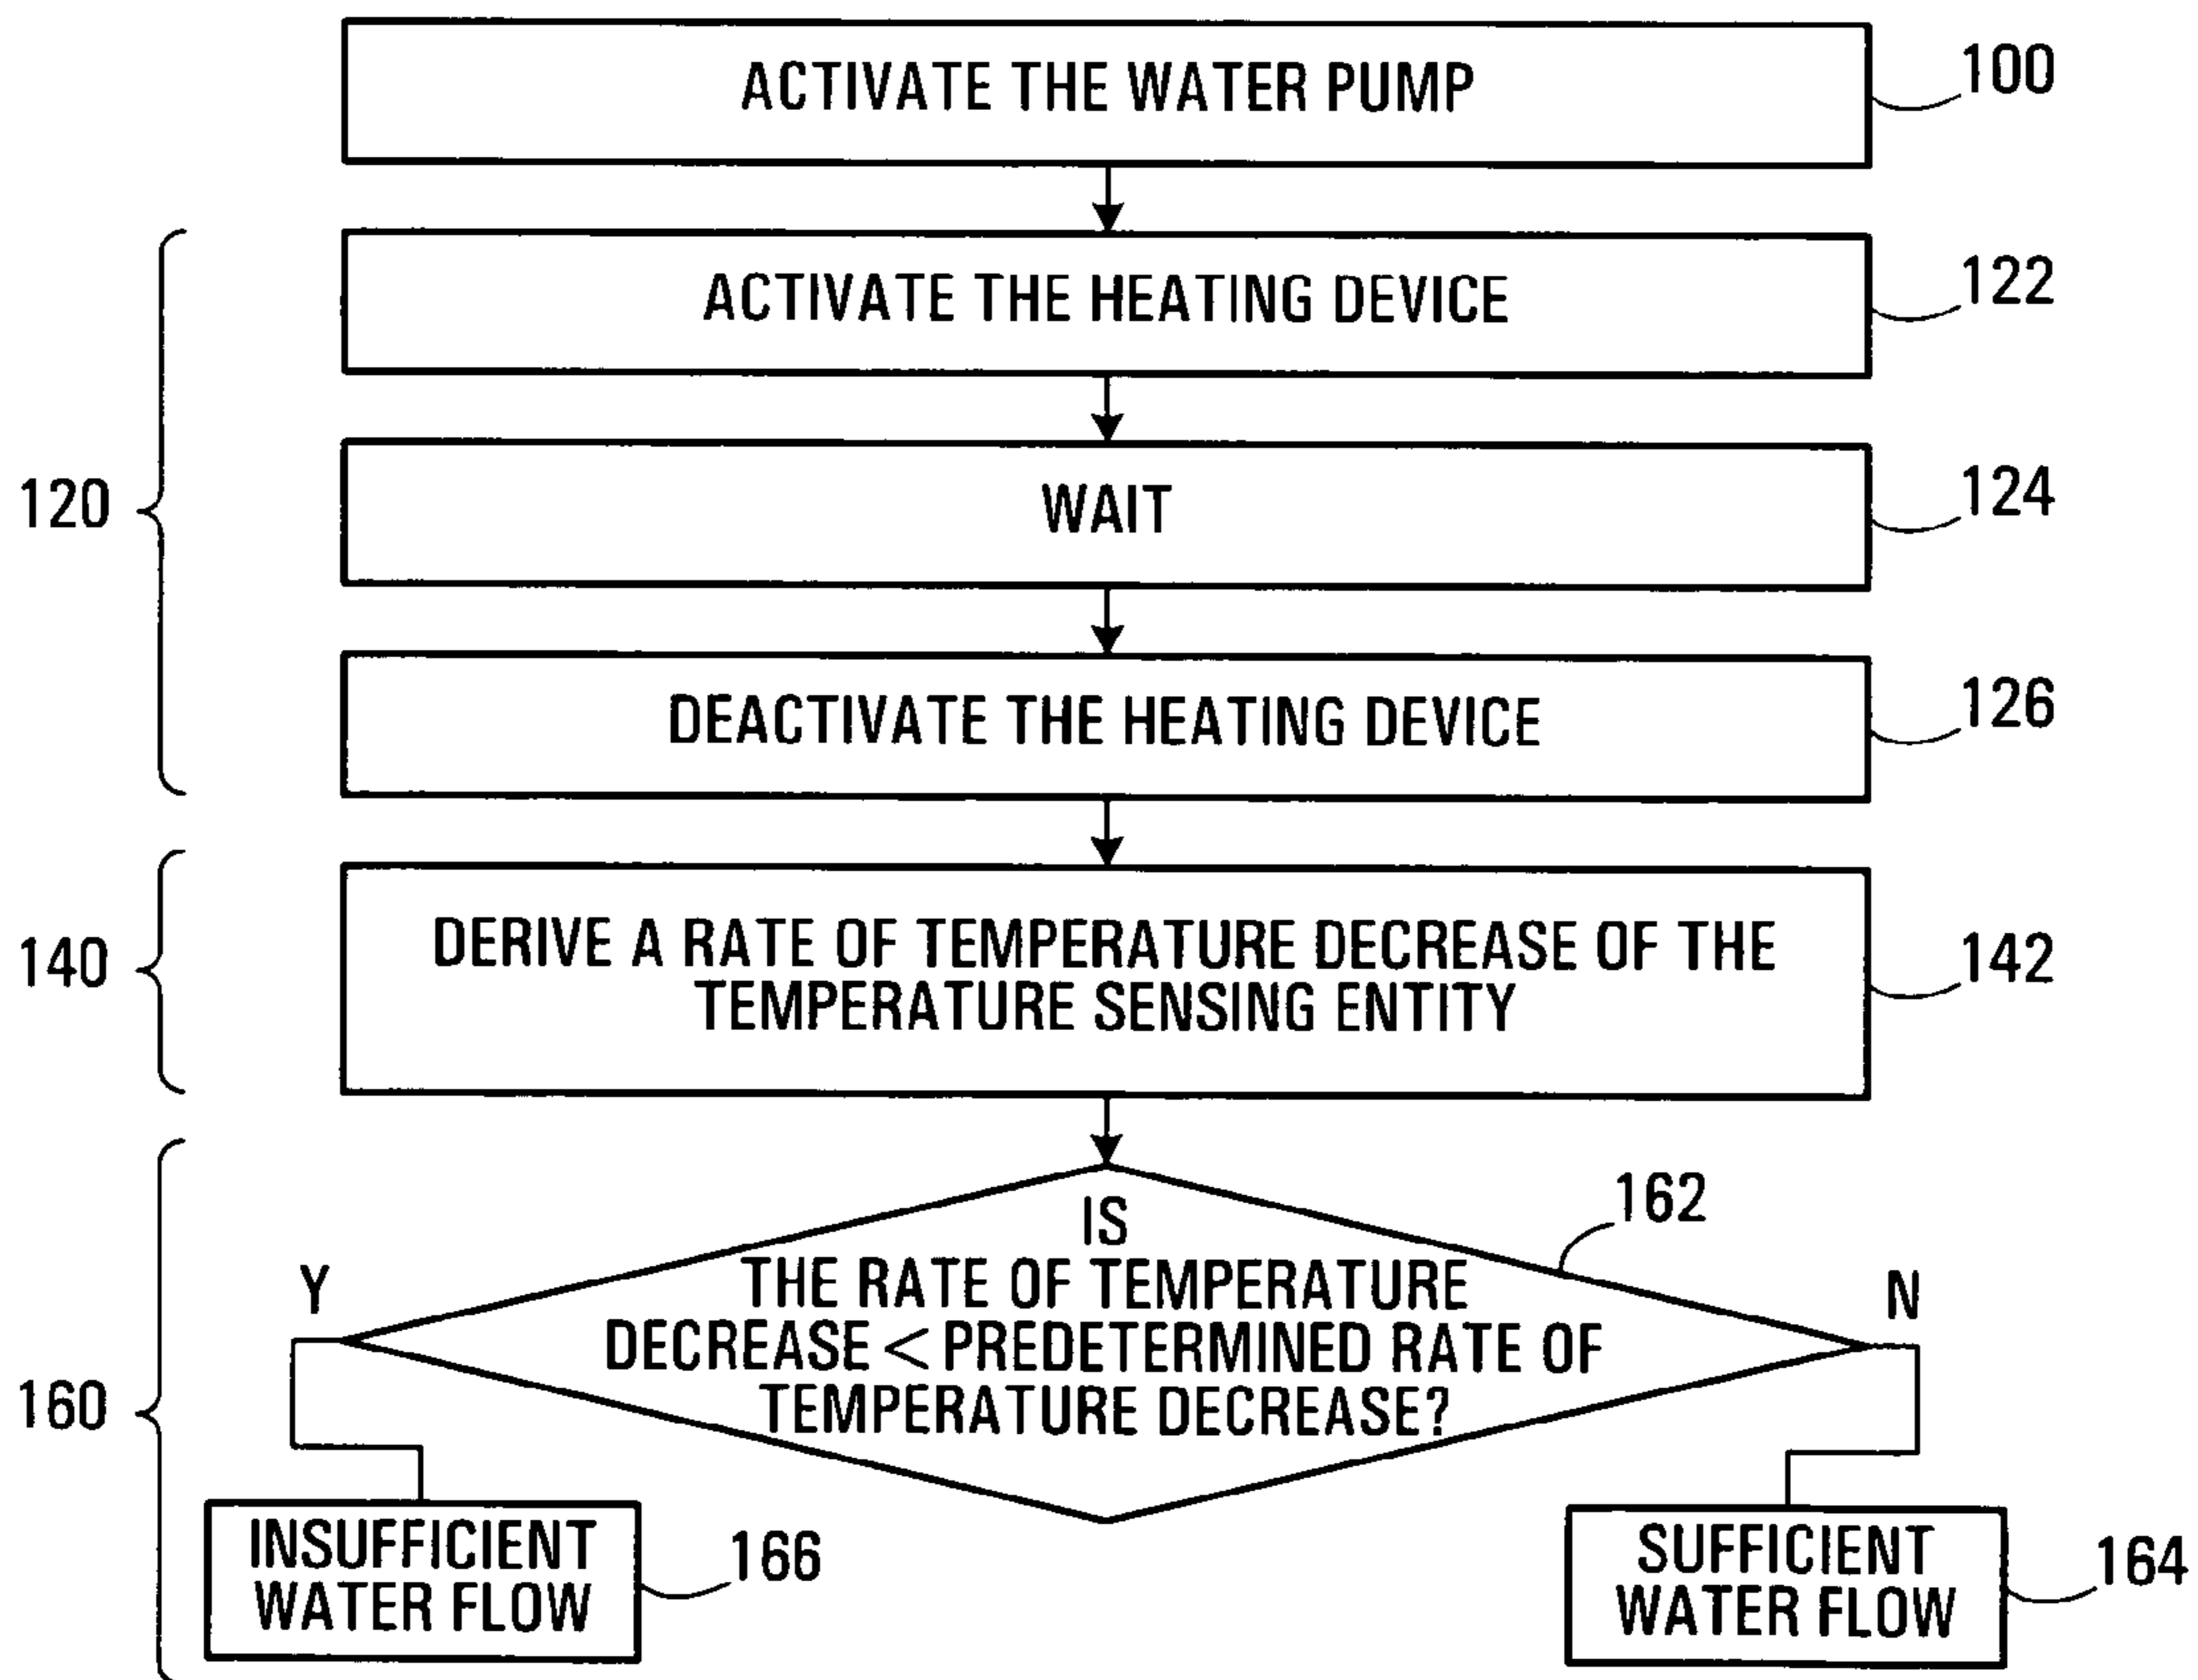 ACTIVATE THE WATER PUMP
100
ACTIVATE THE HEATING DEVICE
122
120
WAIT
124
DEACTIVATE THE HEATING DEVICE
126
140
DERIVE A RATE OF TEMPERATURE DECREASE OF THE
TEMPERATURE SENSING ENTITY
142
160
162
IS
THE RATE OF TEMPERATURE
DECREASE < PREDETERMINED RATE OF
TEMPERATURE DECREASE?
Y
N
INSUFFICIENT
WATER FLOW
166
SUFFICIENT
WATER FLOW
164